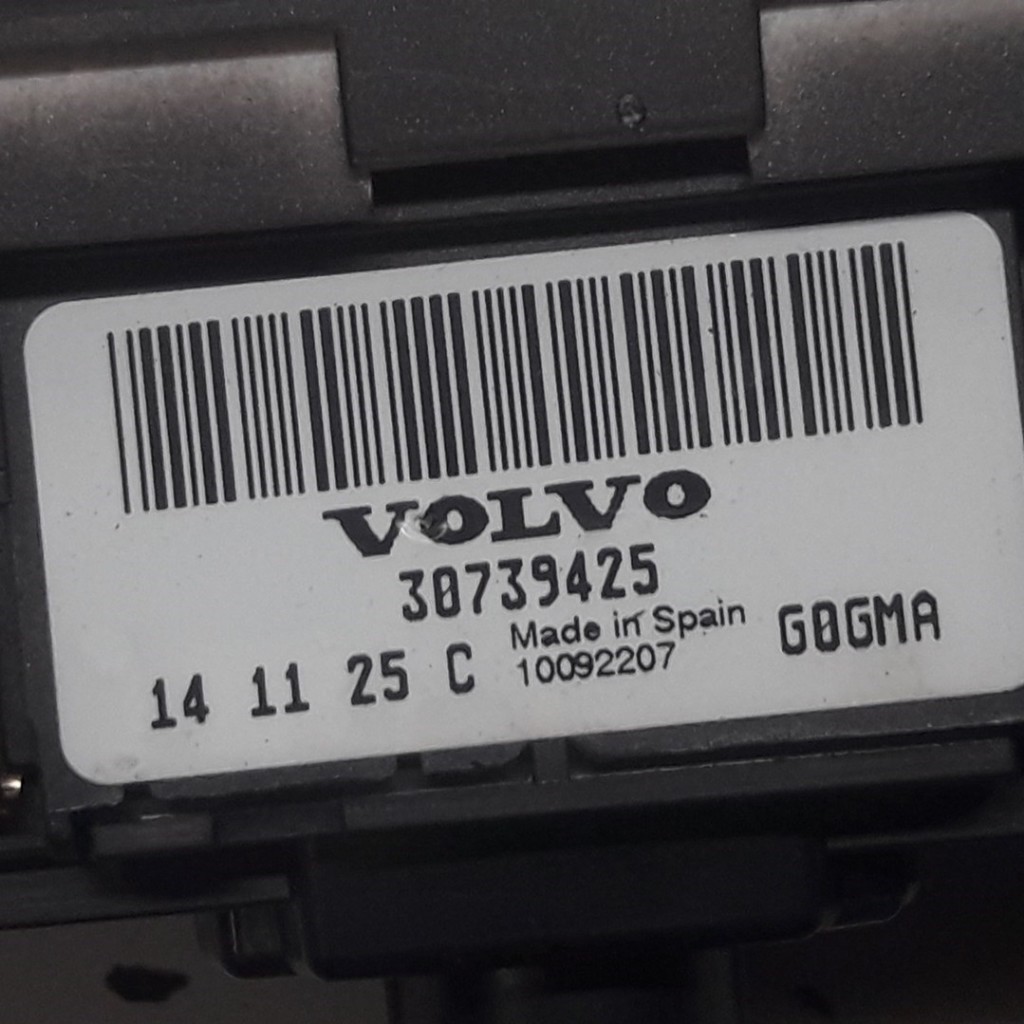 VOLVO
30739425
Made in Spain
14 11 25 C 10092207 G0GMA